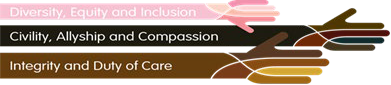 Diversity, Equity and Inclusion
Civility, Allyship and Compassion
Integrity and Duty of Care